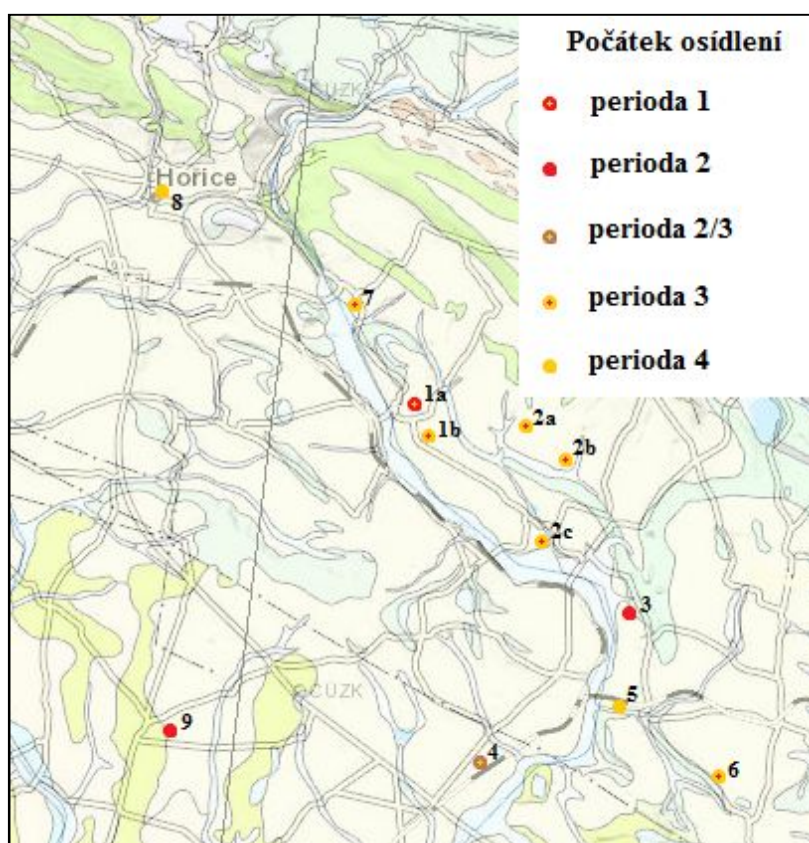 Počátek osídlení
perioda 1
perioda 2
perioda 2/3
perioda 3
perioda 4
Hořice
8
7
1a
1b
2a
2b
2c
3
ČÚZK
5
9
4
6